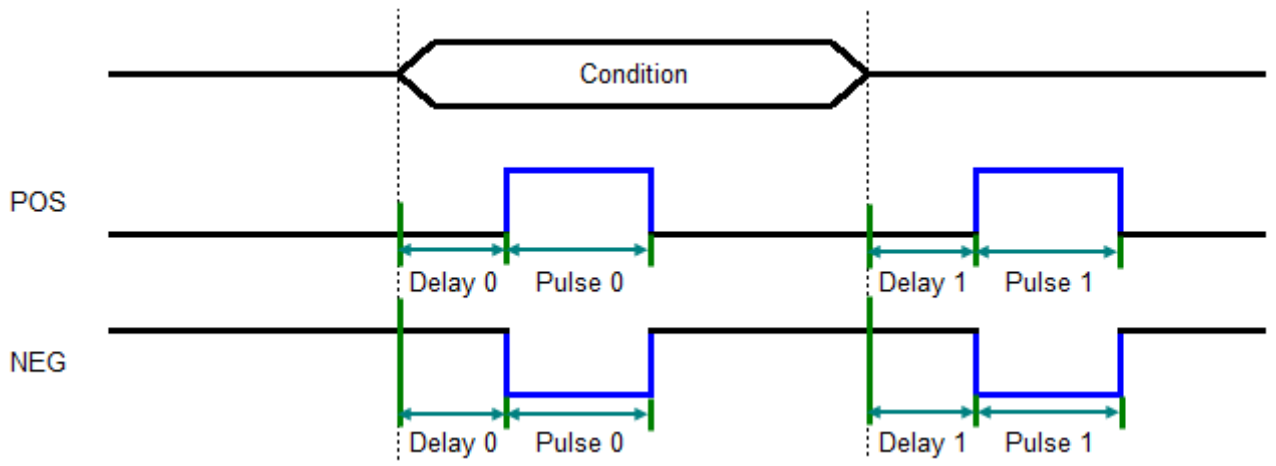 Condition
POS
Delay 0 Pulse 0 Delay 1 Pulse 1
NEG
Delay 0 Pulse 0 Delay 1 Pulse 1